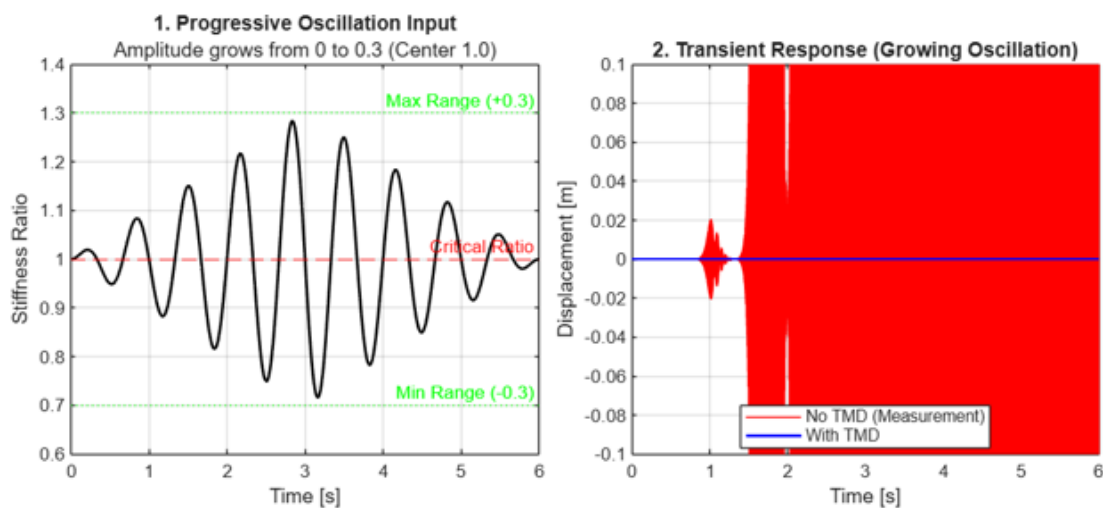 1. Progressive Oscillation Input
Amplitude grows from 0 to 0.3 (Center 1.0)
1.4
1.3
1.2
1.1
1
0.9
0.8
0.7
0.6
Stiffness Ratio
Max Range (+0.3)
Critical Ratio
Min Range (-0.3)
0 1 2 3 4 5 6
Time [s]
2. Transient Response (Growing Oscillation)
0.1
0.08
0.06
0.04
0.02
0
-0.02
-0.04
-0.06
-0.08
-0.1
Displacement [m]
No TMD (Measurement)
With TMD
0 1 2 3 4 5 6
Time [s]